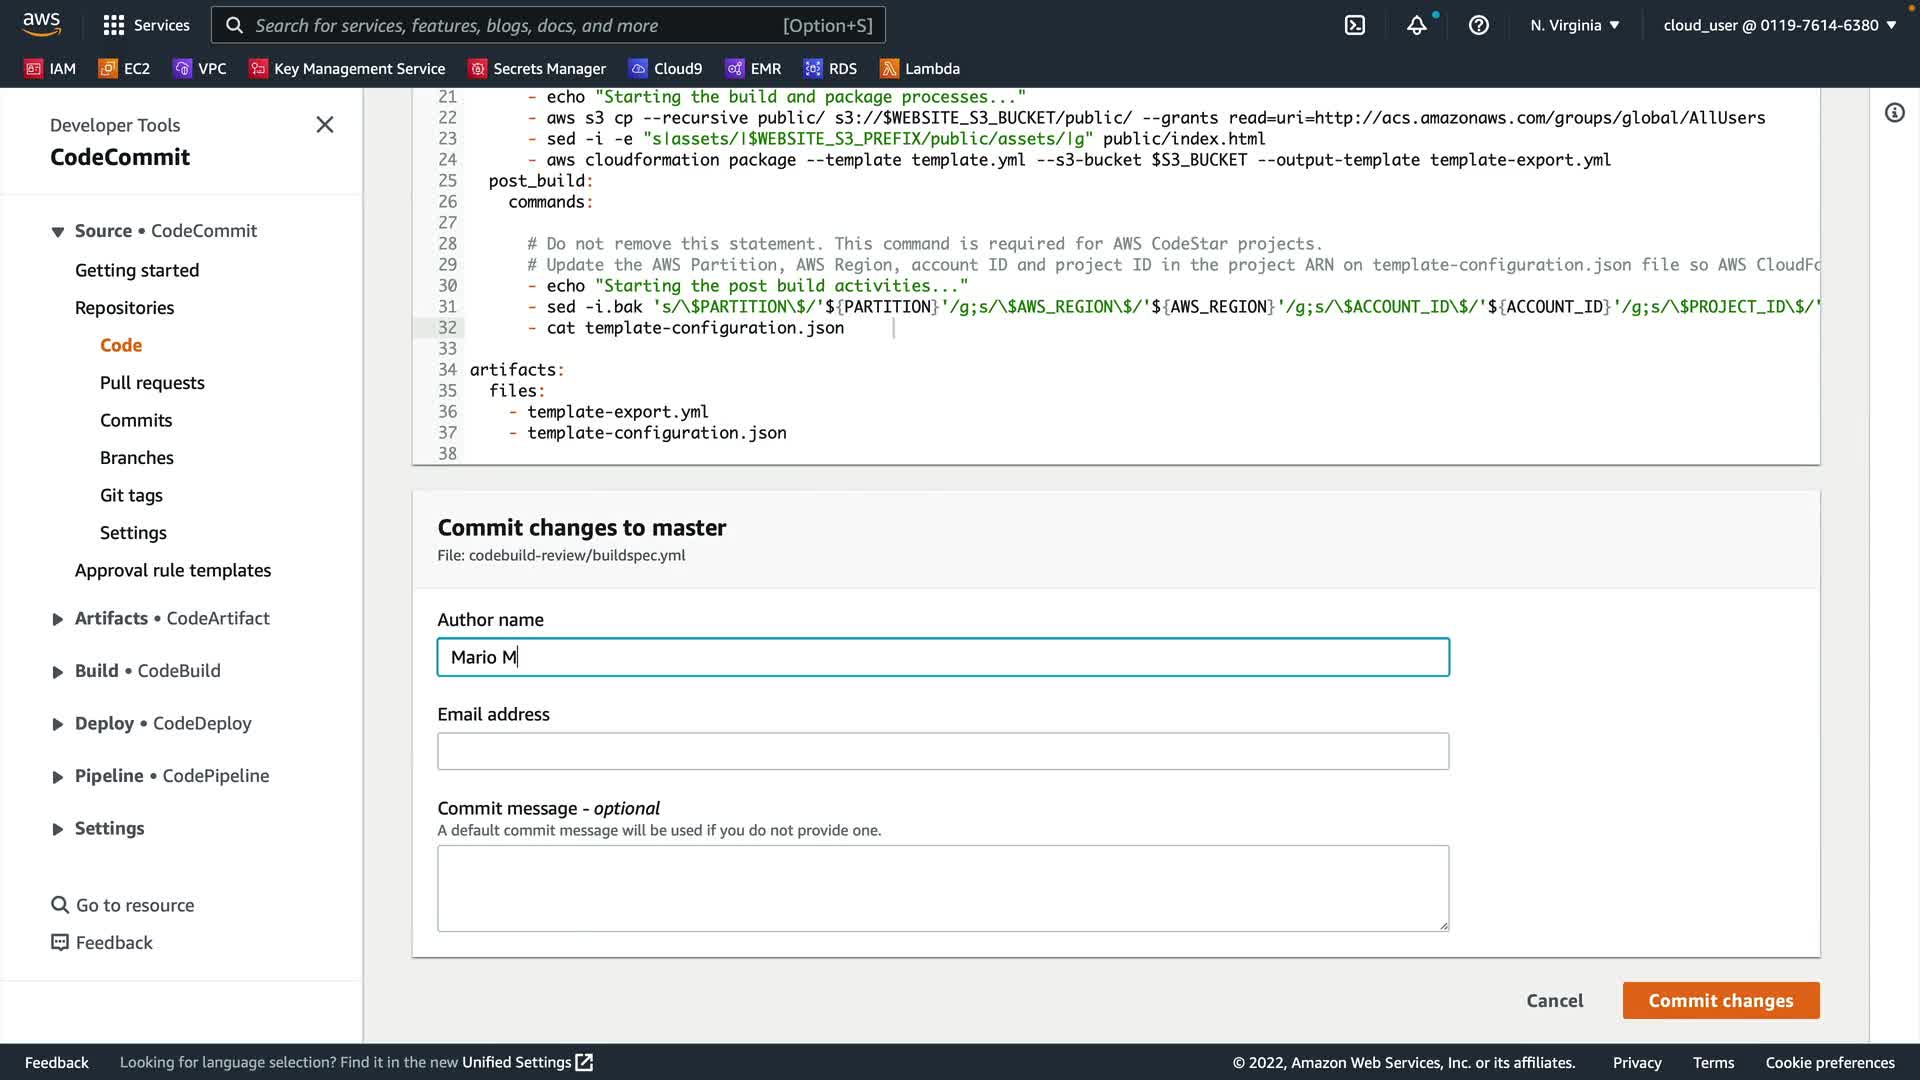 aws
Services
Search for services, features, blogs, docs, and more
[Option+S]
N. Virginia
cloud_user @ 0119-7614-6380
IAM
EC2
VPC
Key Management Service
Secrets Manager
Cloud9
EMR
RDS
Lambda
Developer Tools
CodeCommit
Source • CodeCommit
Getting started
Repositories
Code
Pull requests
Commits
Branches
Git tags
Settings
Approval rule templates
Artifacts • CodeArtifact
Build • CodeBuild
Deploy • CodeDeploy
Pipeline • CodePipeline
Settings
Go to resource
Feedback
21 - echo "Starting the build and package processes..."
22 - aws s3 cp --recursive public/ s3://$WEBSITE_S3_BUCKET/public/ --grants read=uri=http://acs.amazonaws.com/groups/global/AllUsers
23 - sed -i -e "s|assets/|$WEBSITE_S3_PREFIX/public/assets/|g" public/index.html
24 - aws cloudformation package --template template.yml --s3-bucket $S3_BUCKET --output-template template-export.yml
25 post_build:
26 commands:
27
28 # Do not remove this statement. This command is required for AWS CodeStar projects.
29 # Update the AWS Partition, AWS Region, account ID and project ID in the project ARN on template-configuration.json file so AWS CloudFo
30 - echo "Starting the post build activities..."
31 - sed -i.bak 's/\$PARTITION\$/'${PARTITION}'/g;s/\$AWS_REGION\$/'${AWS_REGION}'/g;s/\$ACCOUNT_ID\$/'${ACCOUNT_ID}'/g;s/\$PROJECT_ID\$/'
32 - cat template-configuration.json
33
34 artifacts:
35 files:
36 - template-export.yml
37 - template-configuration.json
38
Commit changes to master
File: codebuild-review/buildspec.yml
Author name
Mario M
Email address
Commit message - optional
A default commit message will be used if you do not provide one.
Cancel
Commit changes
Feedback
Looking for language selection? Find it in the new Unified Settings
© 2022, Amazon Web Services, Inc. or its affiliates.
Privacy
Terms
Cookie preferences